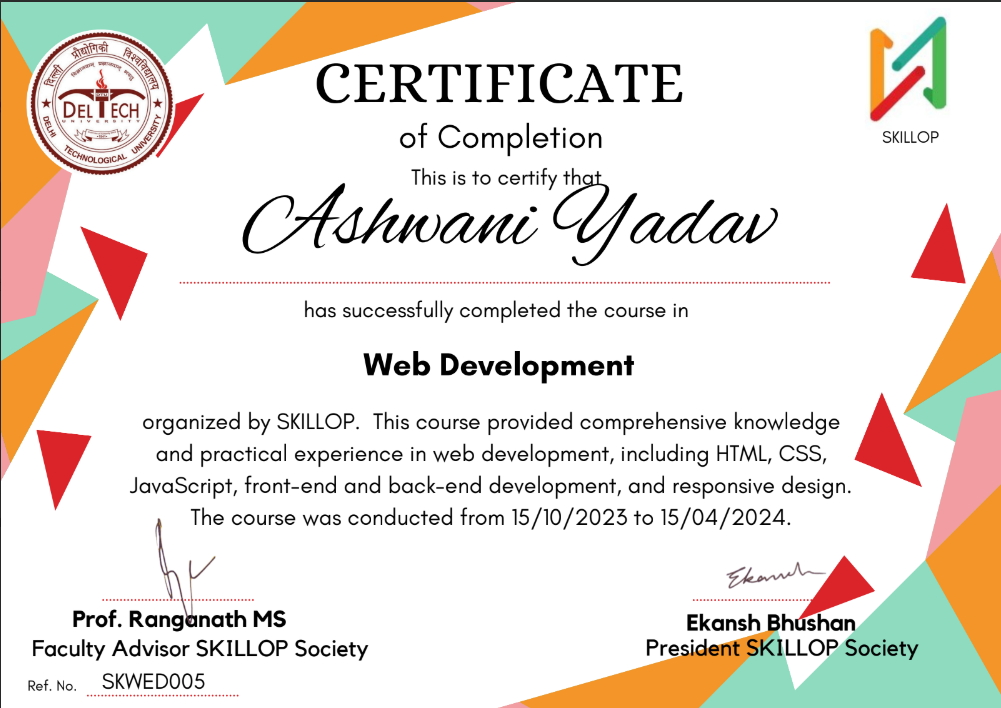 दिल्ली प्रौद्योगिकी विश्वविद्यालय
DELTECH
UNIVERSITY
DELHI TECHNOLOGICAL UNIVERSITY
SKILLOP
CERTIFICATE
of Completion
This is to certify that
Ashwani Yadav
has successfully completed the course in
Web Development
organized by SKILLOP. This course provided comprehensive knowledge
and practical experience in web development, including HTML, CSS,
JavaScript, front-end and back-end development, and responsive design.
The course was conducted from 15/10/2023 to 15/04/2024.
Ekansh
Prof. Ranganath MS
Faculty Advisor SKILLOP Society
Ekansh Bhushan
President SKILLOP Society
Ref. No. SKWED005